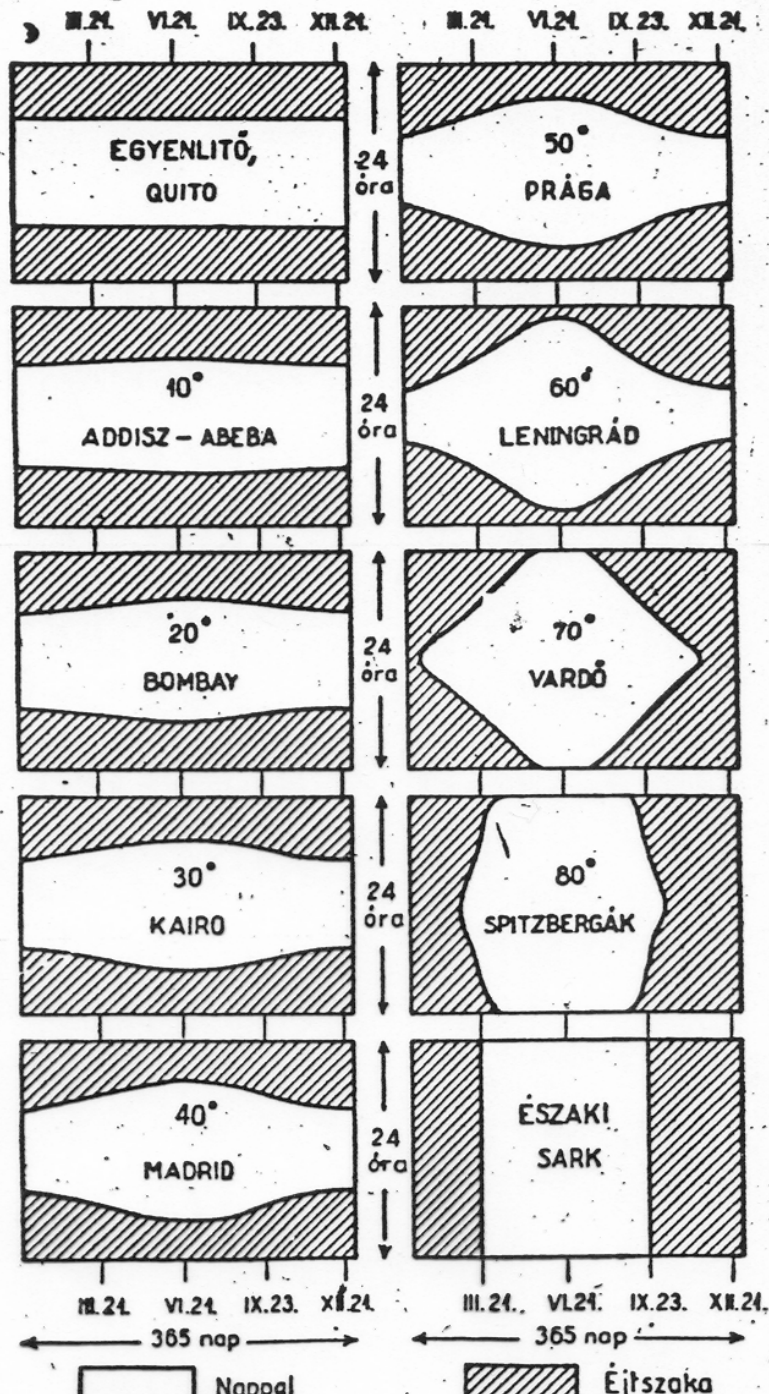 III.21. VI.21. IX.23. XII.21.
III.21. VI.21. IX.23. XII.21.
EGYENLITŐ,
QUITO
24
óra
50°
PRÁGA
10°
ADDISZ – ABEBA
24
óra
60°
LENINGRÁD
20°
BOMBAY
24
óra
70°
VARDŐ
30°
KAIRO
24
óra
80°
SPITZBERGÁK
40°
MADRID
24
óra
ÉSZAKI
SARK
III.21. VI.21. IX.23. XII.21.
III.21. VI.21. IX.23. XII.21.
365 nap
365 nap
Nappal
Éjtszaka